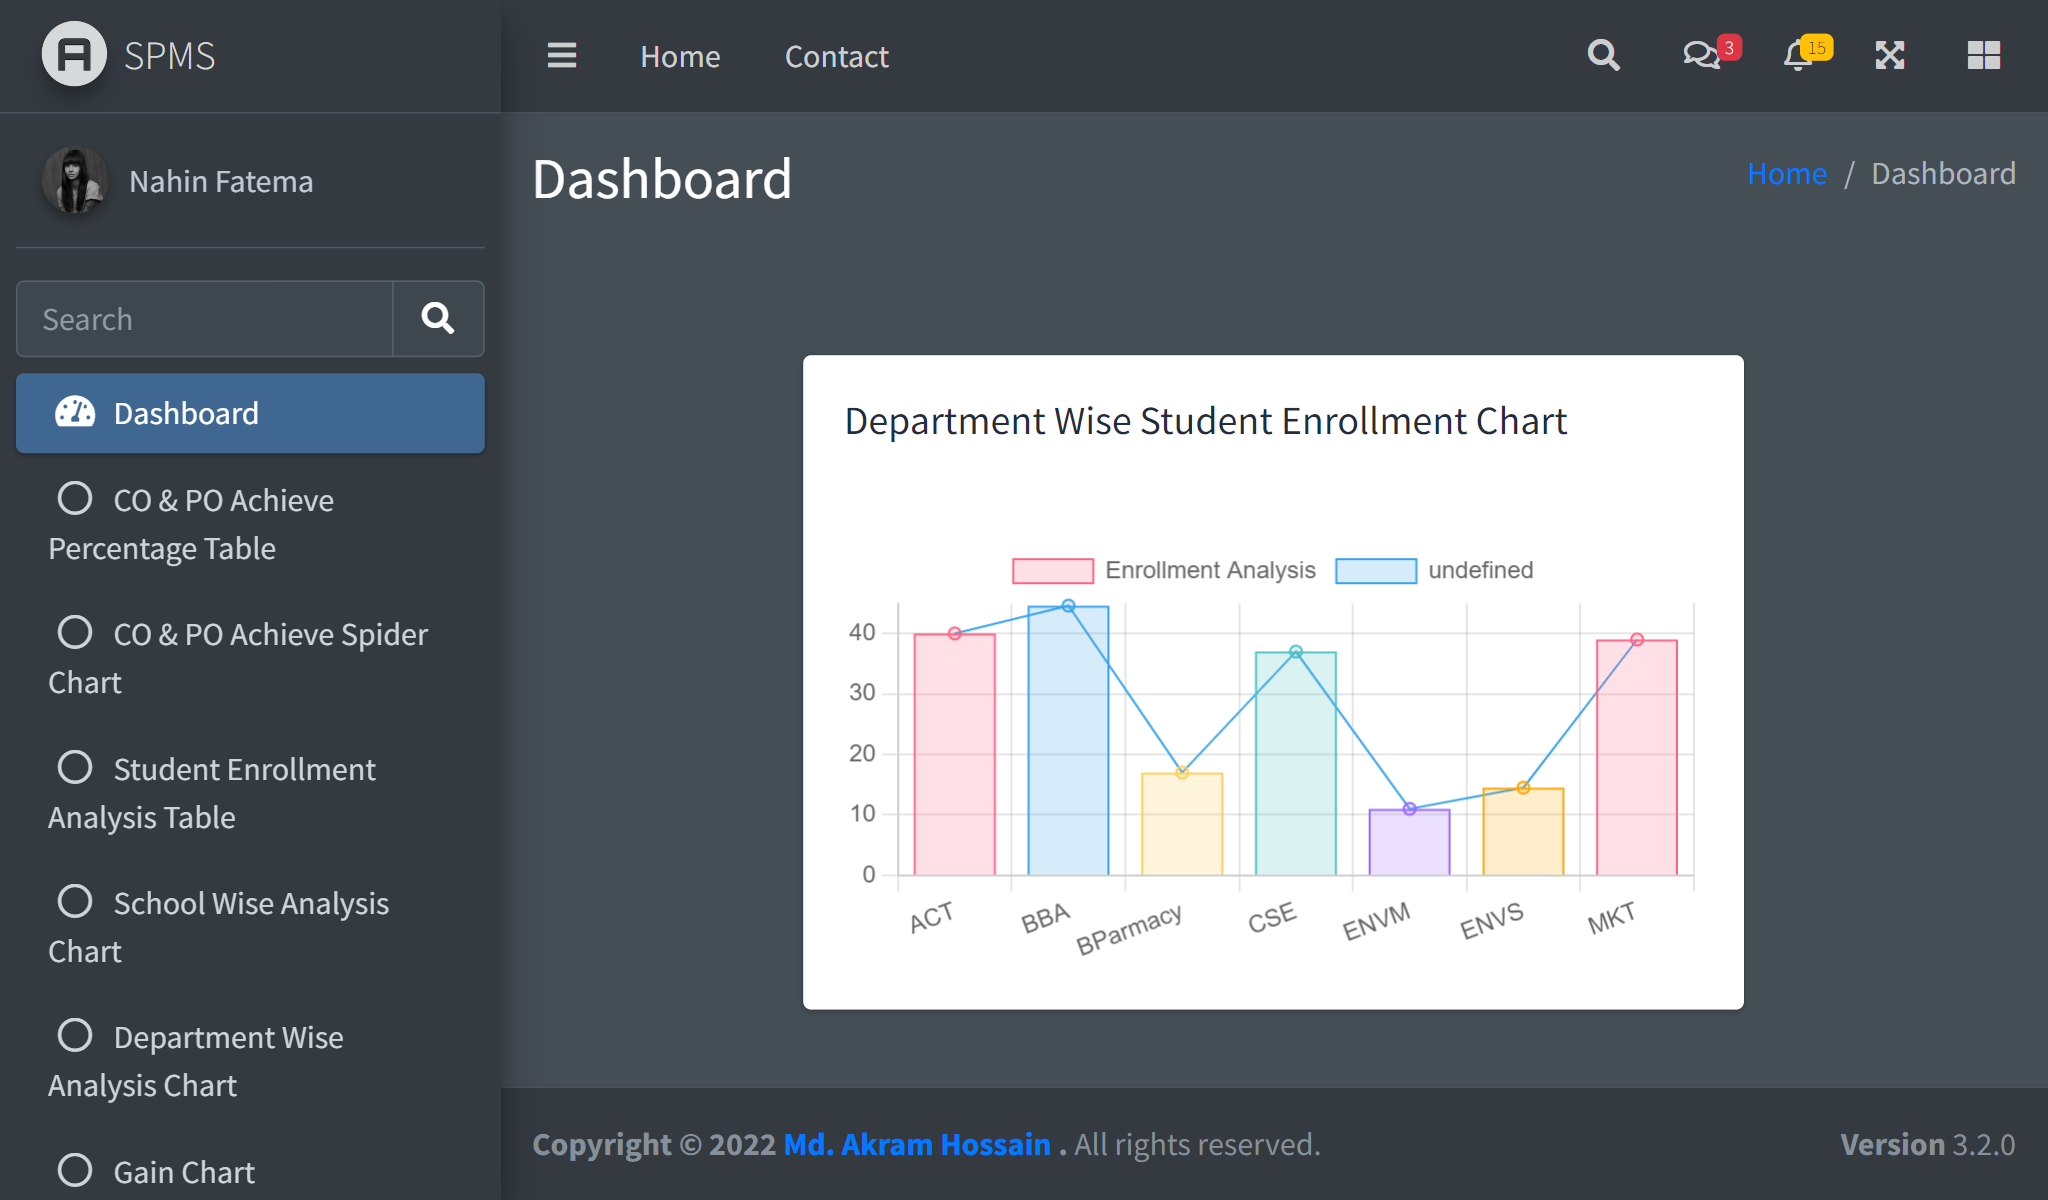 SPMS
Home
Contact
3
15
Nahin Fatema
Search
Dashboard
CO & PO Achieve
Percentage Table
CO & PO Achieve Spider
Chart
Student Enrollment
Analysis Table
School Wise Analysis
Chart
Department Wise
Analysis Chart
Gain Chart
Dashboard
Home / Dashboard
Department Wise Student Enrollment Chart
Enrollment Analysis
undefined
40
30
20
10
0
ACT
BBA
BParmacy
CSE
ENVM
ENVS
MKT
Copyright © 2022 Md. Akram Hossain . All rights reserved.
Version 3.2.0